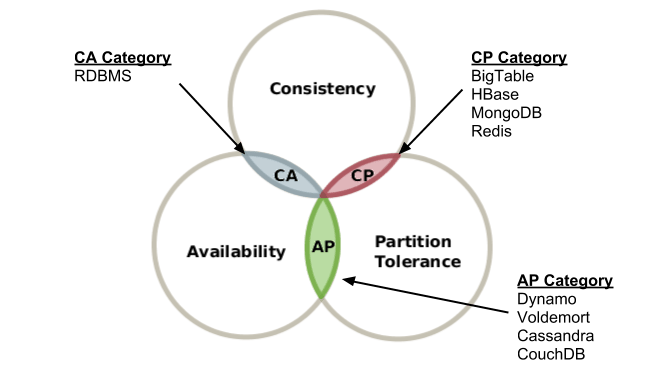 CA Category
RDBMS
CP Category
BigTable
HBase
MongoDB
Redis
Consistency
CA
CP
Availability
AP
Partition
Tolerance
AP Category
Dynamo
Voldemort
Cassandra
CouchDB